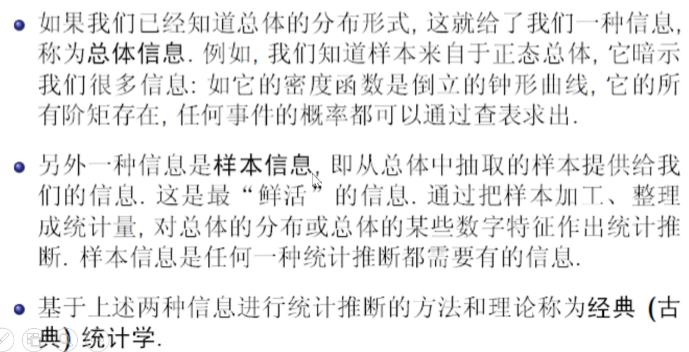 如果我们已经知道总体的分布形式, 这就给了我们一种信息,
称为总体信息. 例如, 我们知道样本来自于正态总体, 它暗示
我们很多信息: 如它的密度函数是倒立的钟形曲线, 它的所
有阶矩存在, 任何事件的概率都可以通过查表求出.
另外一种信息是样本信息, 即从总体中抽取的样本提供给我
们的信息. 这是最“鲜活”的信息. 通过把样本加工、整理
成统计量, 对总体的分布或总体的某些数字特征作出统计推
断. 样本信息是任何一种统计推断都需要有的信息.
基于上述两种信息进行统计推断的方法和理论称为经典 (古
典) 统计学.